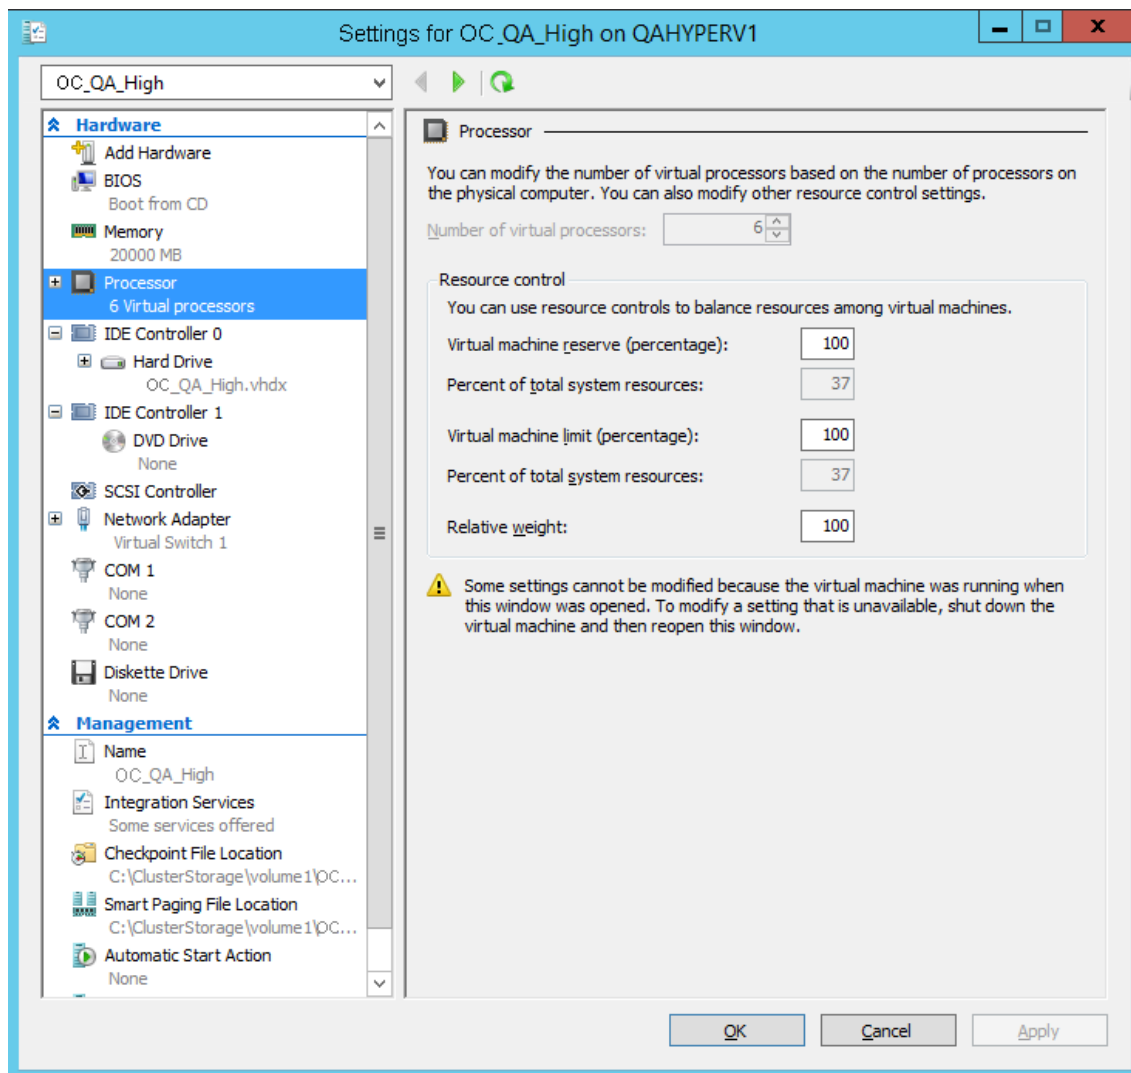 Settings for OC_QA_High on QAHYPERV1
OC_QA_High
Hardware
Add Hardware
BIOS
Boot from CD
Memory
20000 MB
Processor
6 Virtual processors
IDE Controller 0
Hard Drive
OC_QA_High.vhdx
IDE Controller 1
DVD Drive
None
SCSI Controller
Network Adapter
Virtual Switch 1
COM 1
None
COM 2
None
Diskette Drive
None
Management
Name
OC_QA_High
Integration Services
Some services offered
Checkpoint File Location
C:\ClusterStorage\volume1\OC...
Smart Paging File Location
C:\ClusterStorage\volume1\OC...
Automatic Start Action
None
Processor
You can modify the number of virtual processors based on the number of processors on
the physical computer. You can also modify other resource control settings.
Number of virtual processors: 6
Resource control
You can use resource controls to balance resources among virtual machines.
Virtual machine reserve (percentage): 100
Percent of total system resources: 37
Virtual machine limit (percentage): 100
Percent of total system resources: 37
Relative weight: 100
Some settings cannot be modified because the virtual machine was running when
this window was opened. To modify a setting that is unavailable, shut down the
virtual machine and then reopen this window.
OK Cancel Apply